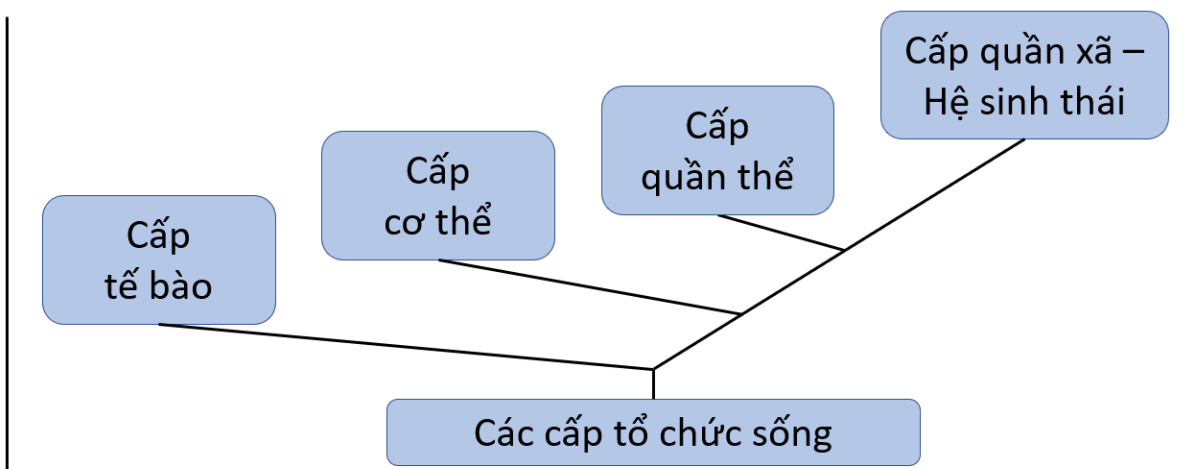 Cấp quần xã –
Hệ sinh thái
Cấp
quần thể
Cấp
cơ thể
Cấp
tế bào
Các cấp tổ chức sống